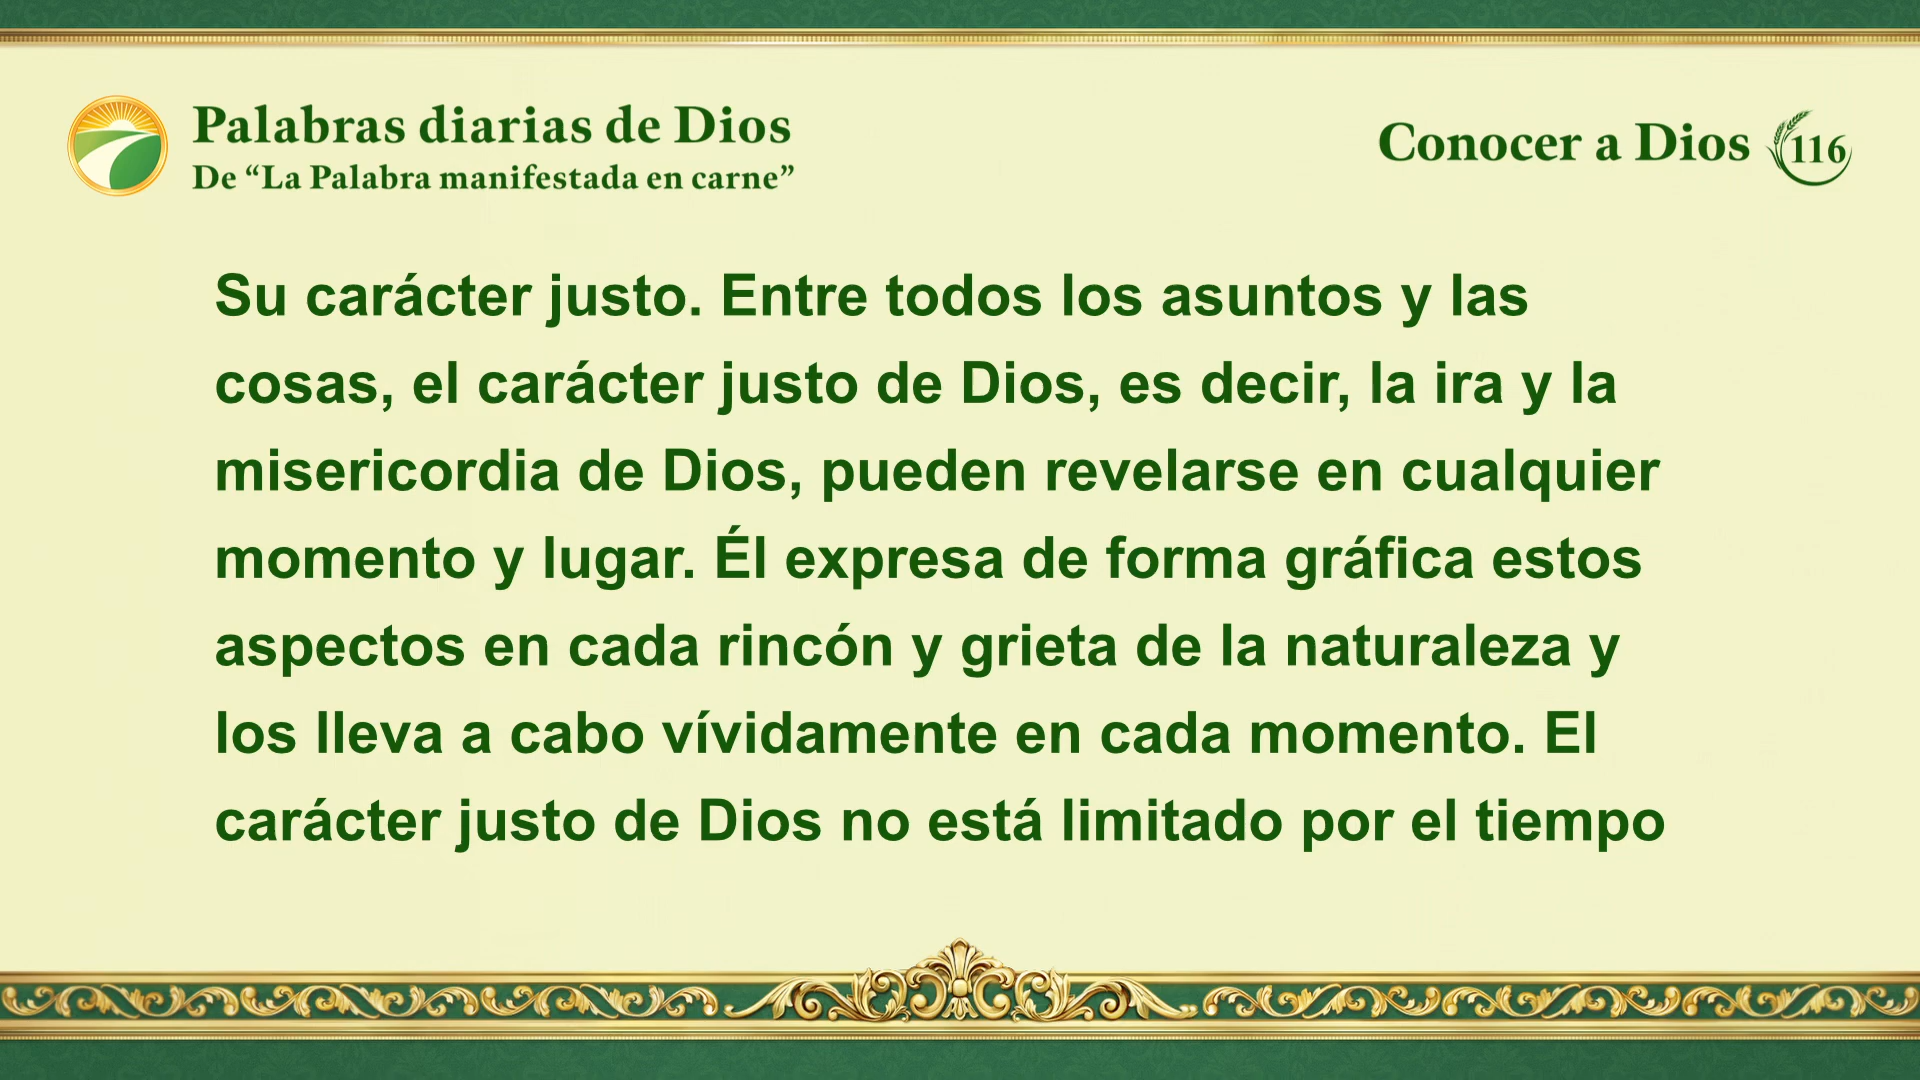 Palabras diarias de Dios
De “La Palabra manifestada en carne”
Conocer a Dios 116
Su carácter justo. Entre todos los asuntos y las
cosas, el carácter justo de Dios, es decir, la ira y la
misericordia de Dios, pueden revelarse en cualquier
momento y lugar. Él expresa de forma gráfica estos
aspectos en cada rincón y grieta de la naturaleza y
los lleva a cabo vívidamente en cada momento. El
carácter justo de Dios no está limitado por el tiempo